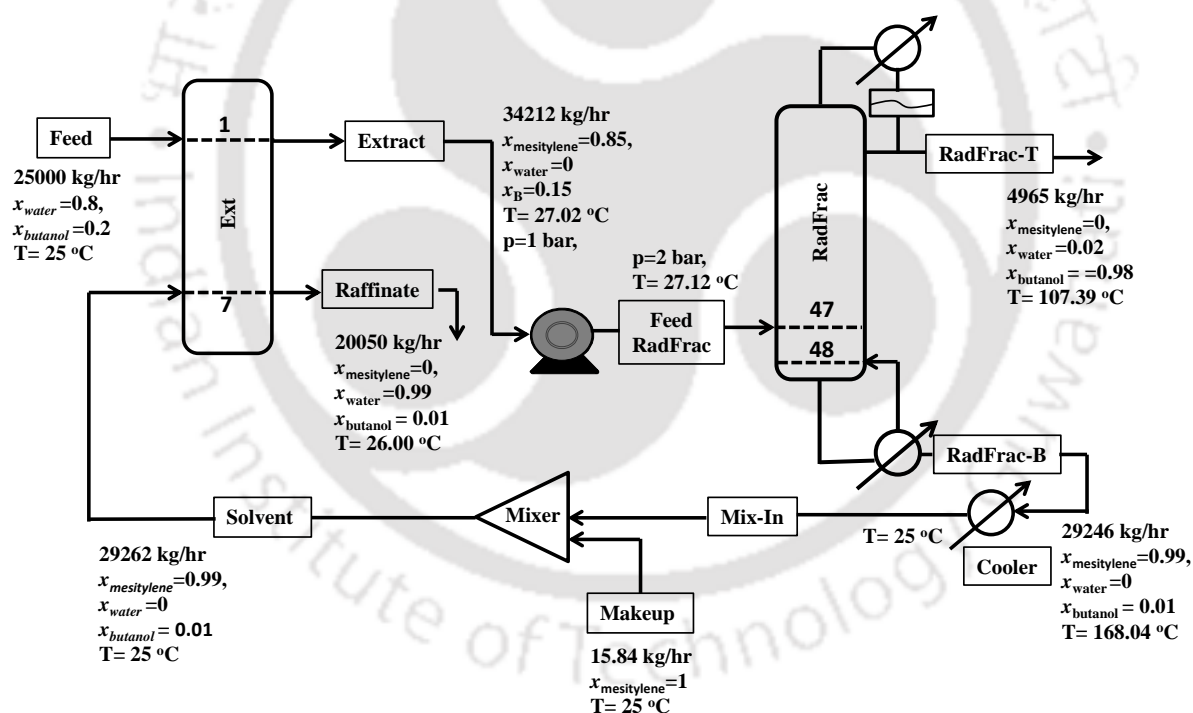 Feed
25000 kg/hr
x_water=0.8,
x_butanol=0.2
T= 25 °C
1
Ext
7
Extract
34212 kg/hr
x_mesitylene=0.85,
x_water=0
x_B=0.15
T= 27.02 °C
p=1 bar,
Raffinate
20050 kg/hr
x_mesitylene=0,
x_water=0.99
x_butanol = 0.01
T= 26.00 °C
p=2 bar,
T= 27.12 °C
Feed
RadFrac
RadFrac
47
48
RadFrac-T
4965 kg/hr
x_mesitylene=0,
x_water=0.02
x_butanol = =0.98
T= 107.39 °C
RadFrac-B
29246 kg/hr
x_mesitylene=0.99,
x_water=0
x_butanol = 0.01
T= 168.04 °C
Cooler
T= 25 °C
Mix-In
Mixer
Makeup
15.84 kg/hr
x_mesitylene=1
T= 25 °C
Solvent
29262 kg/hr
x_mesitylene=0.99,
x_water =0
x_butanol = 0.01
T= 25 °C
Indian Institute of Technology Guwahati